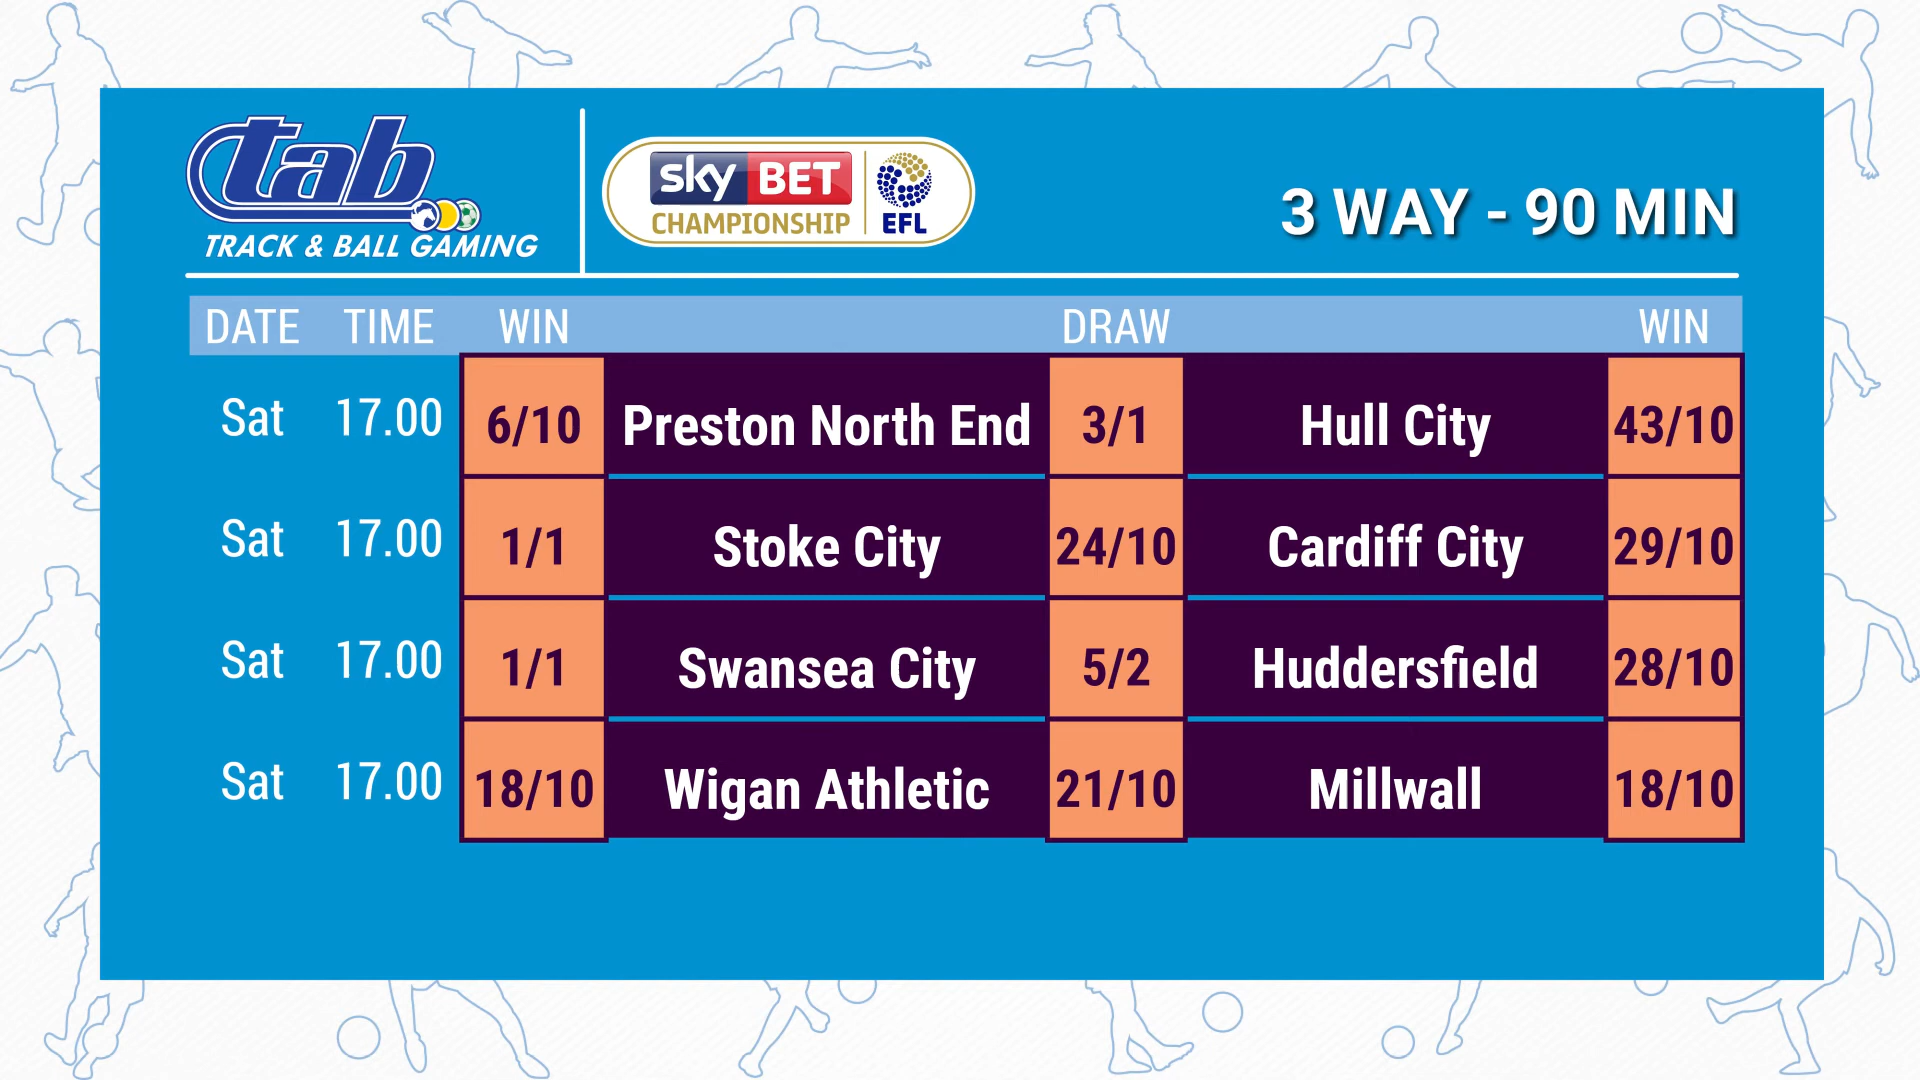 tab
TRACK & BALL GAMING
sky BET
CHAMPIONSHIP
EFL
3 WAY - 90 MIN
DATE TIME WIN DRAW WIN
Sat 17.00 6/10 Preston North End 3/1 Hull City 43/10
Sat 17.00 1/1 Stoke City 24/10 Cardiff City 29/10
Sat 17.00 1/1 Swansea City 5/2 Huddersfield 28/10
Sat 17.00 18/10 Wigan Athletic 21/10 Millwall 18/10